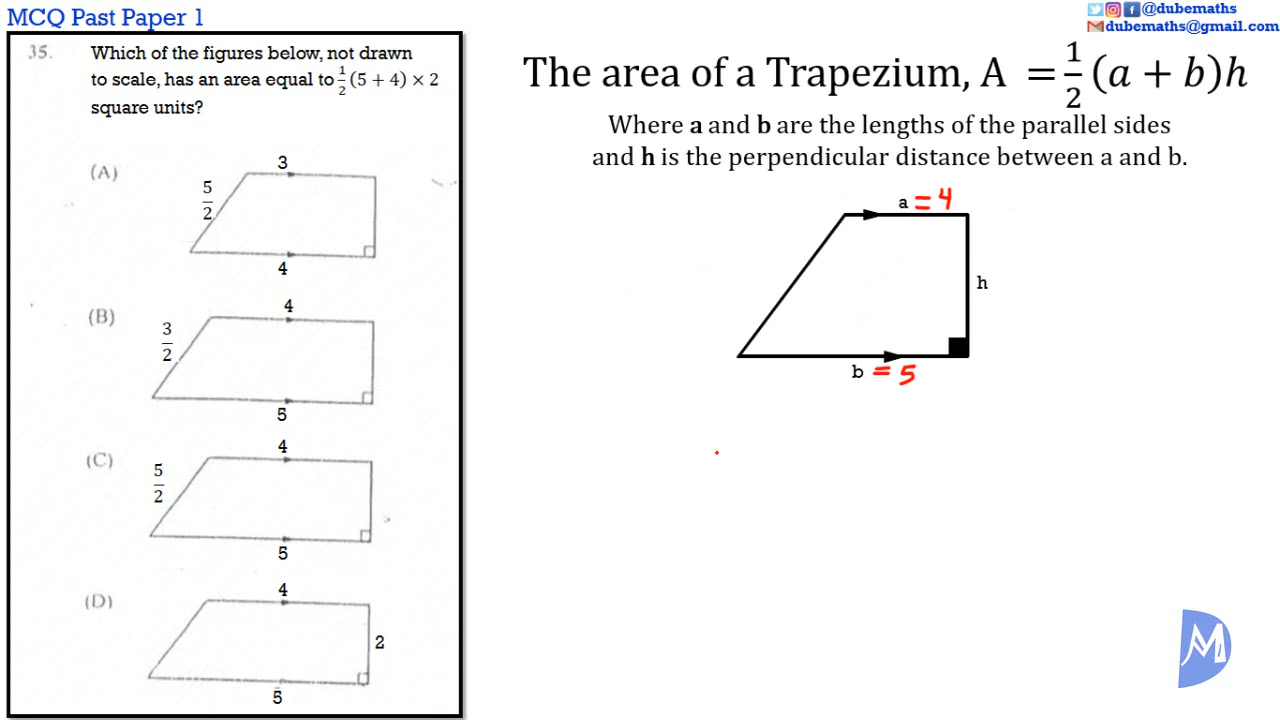 MCQ Past Paper 1
@dubemaths
dubemaths@gmail.com
35. Which of the figures below, not drawn
to scale, has an area equal to 1/2 (5 + 4) × 2
square units?
(A)
3
5/2
4
(B)
4
3/2
5
(C)
4
5/2
5
(D)
4
2
5
The area of a Trapezium, A = 1/2 (a + b)h
Where a and b are the lengths of the parallel sides
and h is the perpendicular distance between a and b.
a = 4
h
b = 5
M